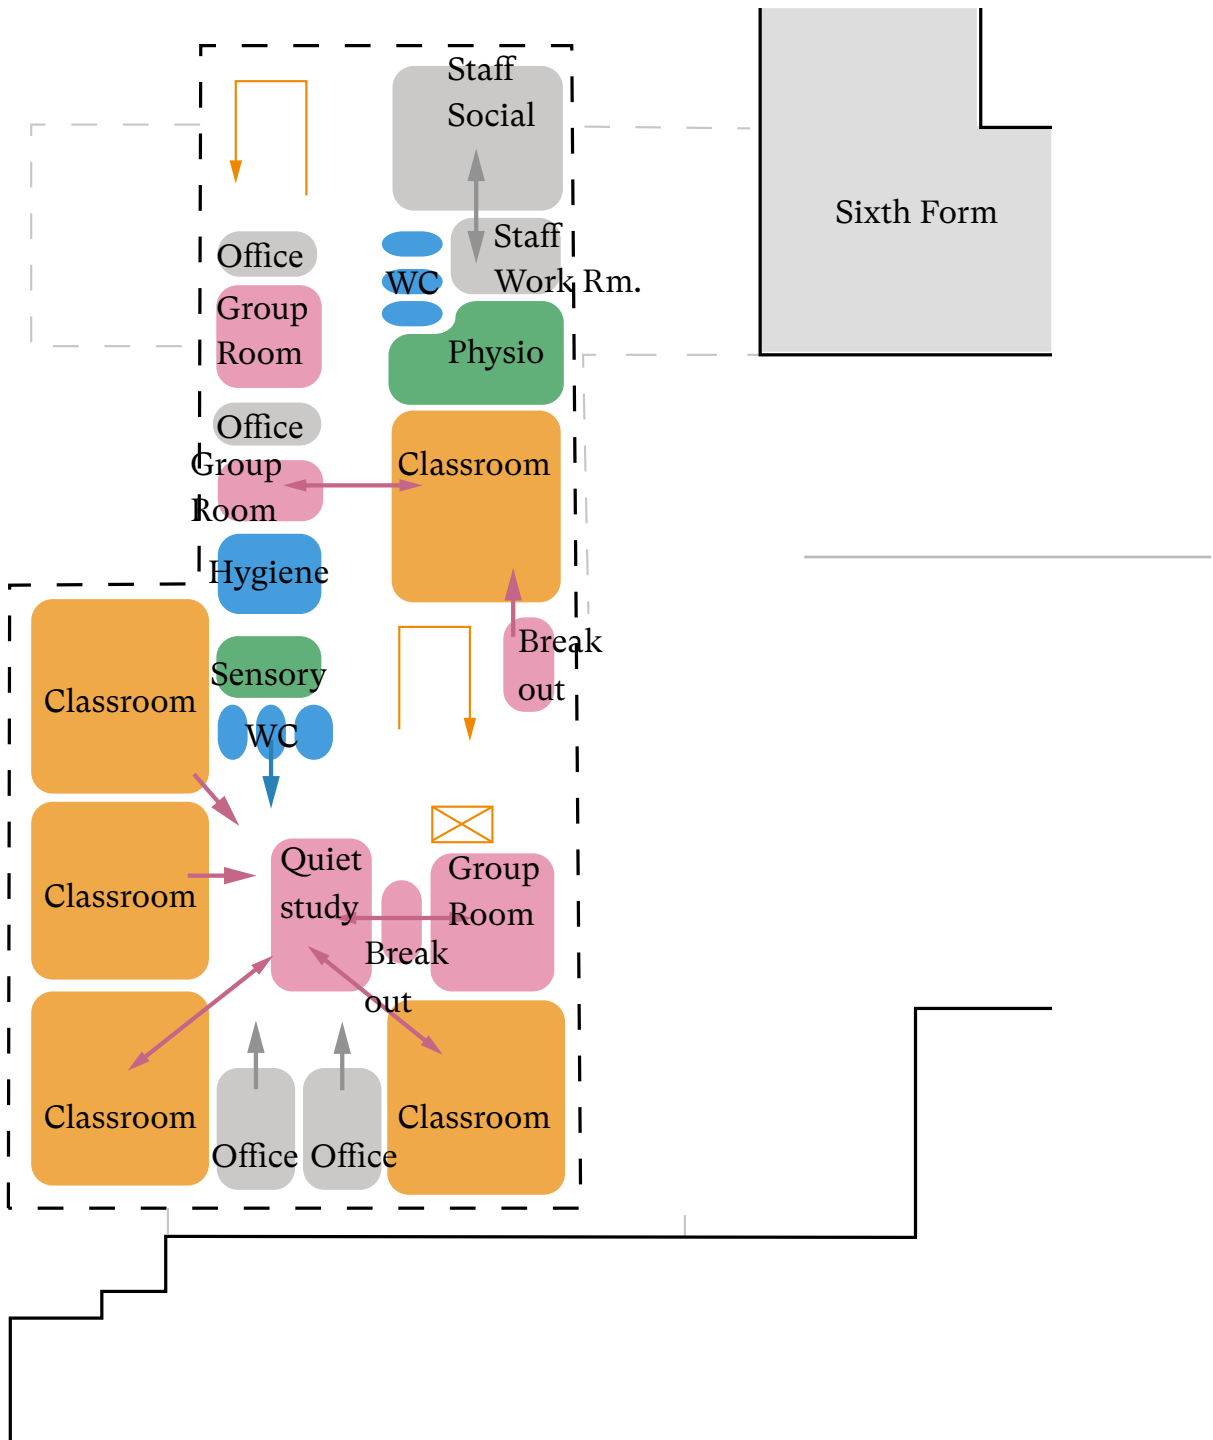 Staff
Social
Sixth Form
Staff
Work Rm.
Office
WC
Group
Room
Physio
Office
Group
Room
Classroom
Hygiene
Break
out
Sensory
Classroom
WC
Quiet
study
Group
Room
Classroom
Break
out
Classroom
Classroom
Office
Office